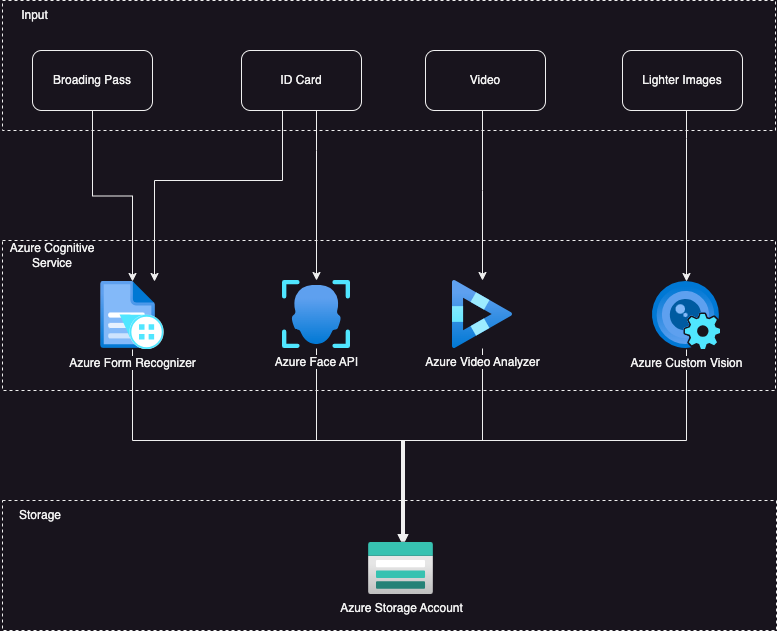 Input
Broading Pass
ID Card
Video
Lighter Images
Azure Cognitive
Service
Azure Form Recognizer
Azure Face API
Azure Video Analyzer
Azure Custom Vision
Storage
Azure Storage Account